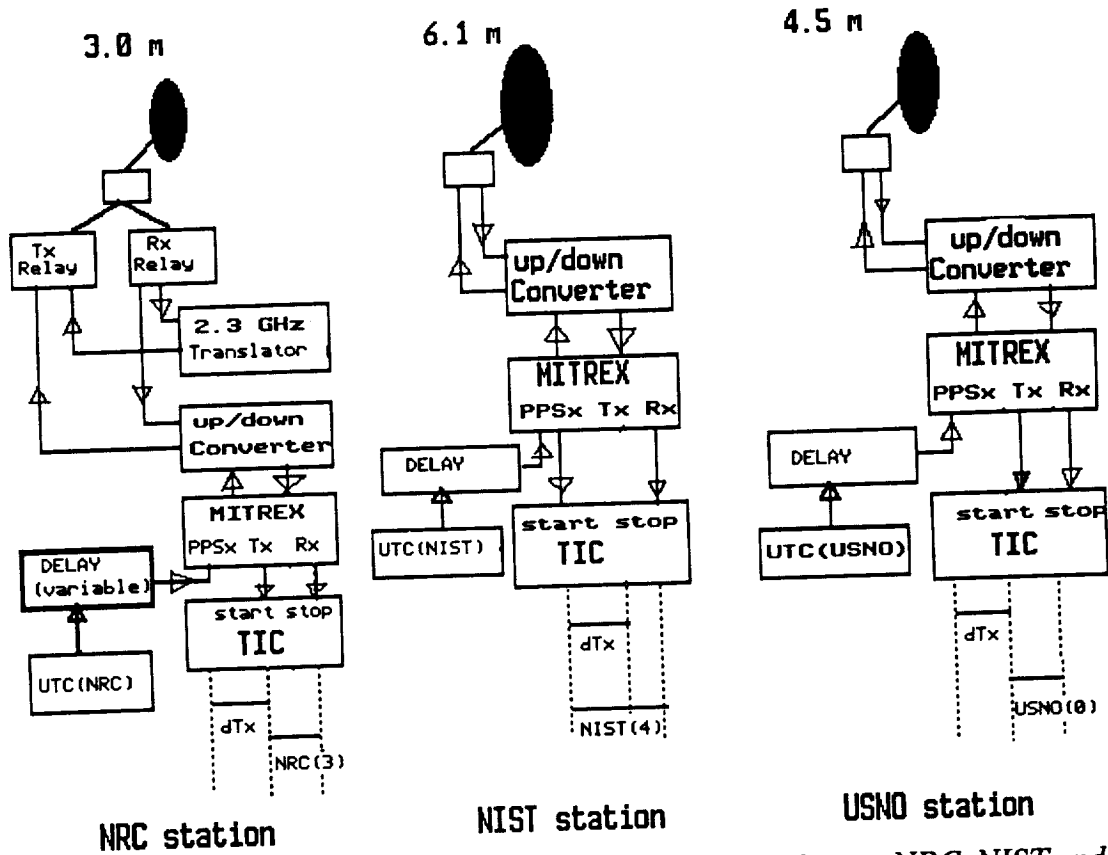 3.0 m
Tx
Relay
Rx
Relay
2.3 GHz
Translator
up/down
Converter
MITREX
PPSx Tx Rx
DELAY
(variable)
UTC(NRC)
start stop
TIC
dTx
NRC(3)
NRC station
6.1 m
up/down
Converter
MITREX
PPSx Tx Rx
DELAY
UTC(NIST)
start stop
TIC
dTx
NIST(4)
NIST station
4.5 m
up/down
Converter
MITREX
PPSx Tx Rx
DELAY
UTC(USNO)
start stop
TIC
dTx
USNO(0)
USNO station
NRC NIST